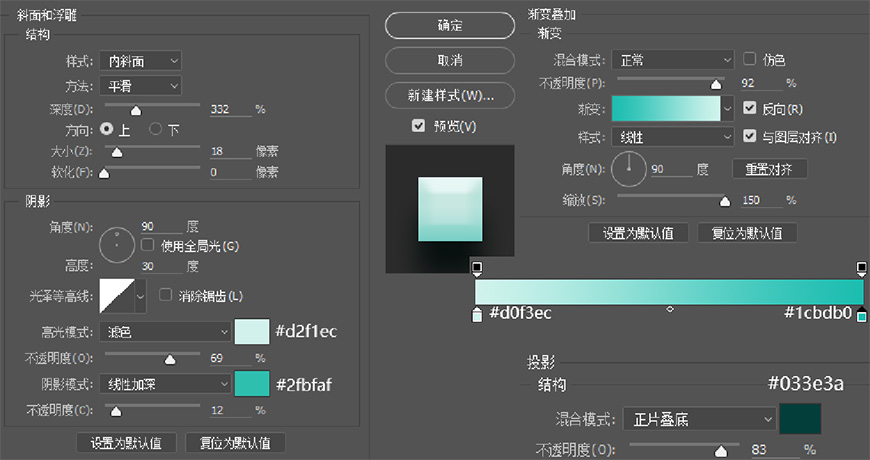 斜面和浮雕
结构
样式: 内斜面
方法: 平滑
深度(D): 332 %
方向: 上 下
大小(Z): 18 像素
软化(F): 0 像素
阴影
角度(N): 90 度
使用全局光(G)
高度: 30 度
光泽等高线: 消除锯齿(L)
高光模式: 滤色 #d2f1ec
不透明度(O): 69 %
阴影模式: 线性加深 #2fbfaf
不透明度(C): 12 %
设置为默认值 复位为默认值
确定
取消
新建样式(W)...
预览(V)
渐变叠加
渐变
混合模式: 正常 仿色
不透明度(P): 92 %
渐变: 反向(R)
样式: 线性 与图层对齐(I)
角度(N): 90 度 重置对齐
缩放(S): 150 %
设置为默认值 复位为默认值
#d0f3ec #1cbdb0
投影
结构 #033e3a
混合模式: 正片叠底
不透明度(O): 83 %